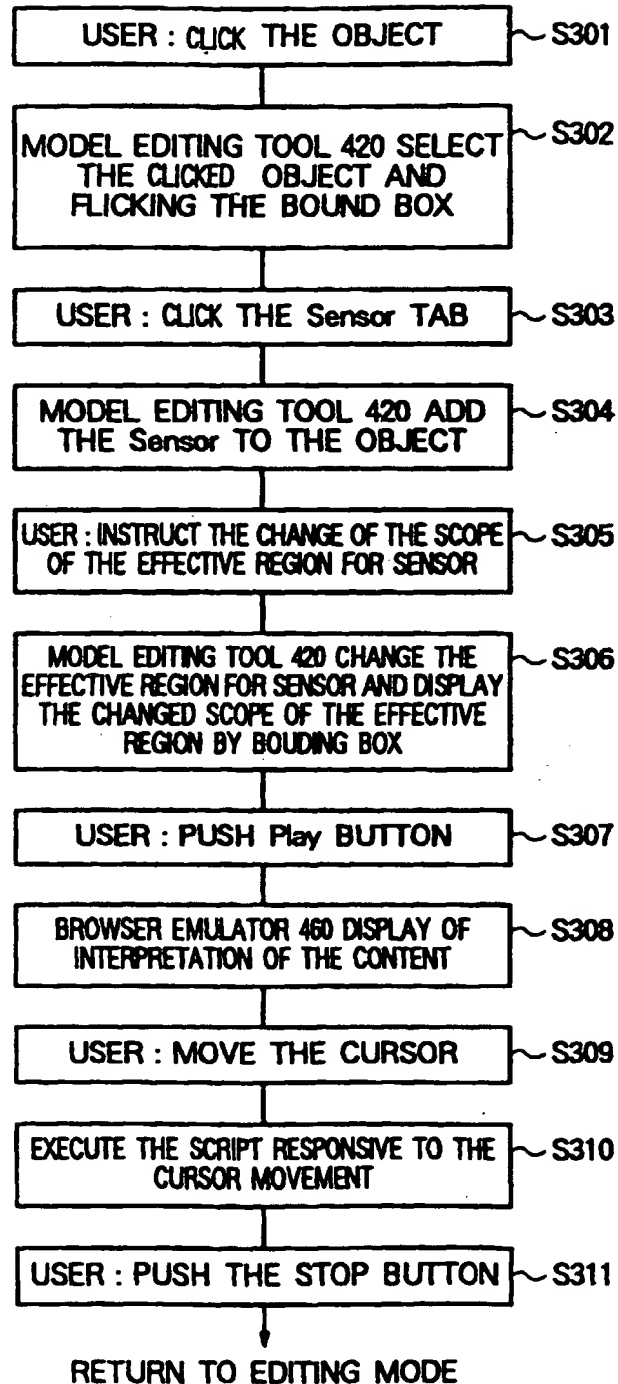 USER : CLICK THE OBJECT
S301
MODEL EDITING TOOL 420 SELECT
THE CLICKED OBJECT AND
FLICKING THE BOUND BOX
S302
USER : CLICK THE Sensor TAB
S303
MODEL EDITING TOOL 420 ADD
THE Sensor TO THE OBJECT
S304
USER : INSTRUCT THE CHANGE OF THE SCOPE
OF THE EFFECTIVE REGION FOR SENSOR
S305
MODEL EDITING TOOL 420 CHANGE THE
EFFECTIVE REGION FOR SENSOR AND DISPLAY
THE CHANGED SCOPE OF THE EFFECTIVE
REGION BY BOUDING BOX
S306
USER : PUSH Play BUTTON
S307
BROWSER EMULATOR 460 DISPLAY OF
INTERPRETATION OF THE CONTENT
S308
USER : MOVE THE CURSOR
S309
EXECUTE THE SCRIPT RESPONSIVE TO THE
CURSOR MOVEMENT
S310
USER : PUSH THE STOP BUTTON
S311
RETURN TO EDITING MODE